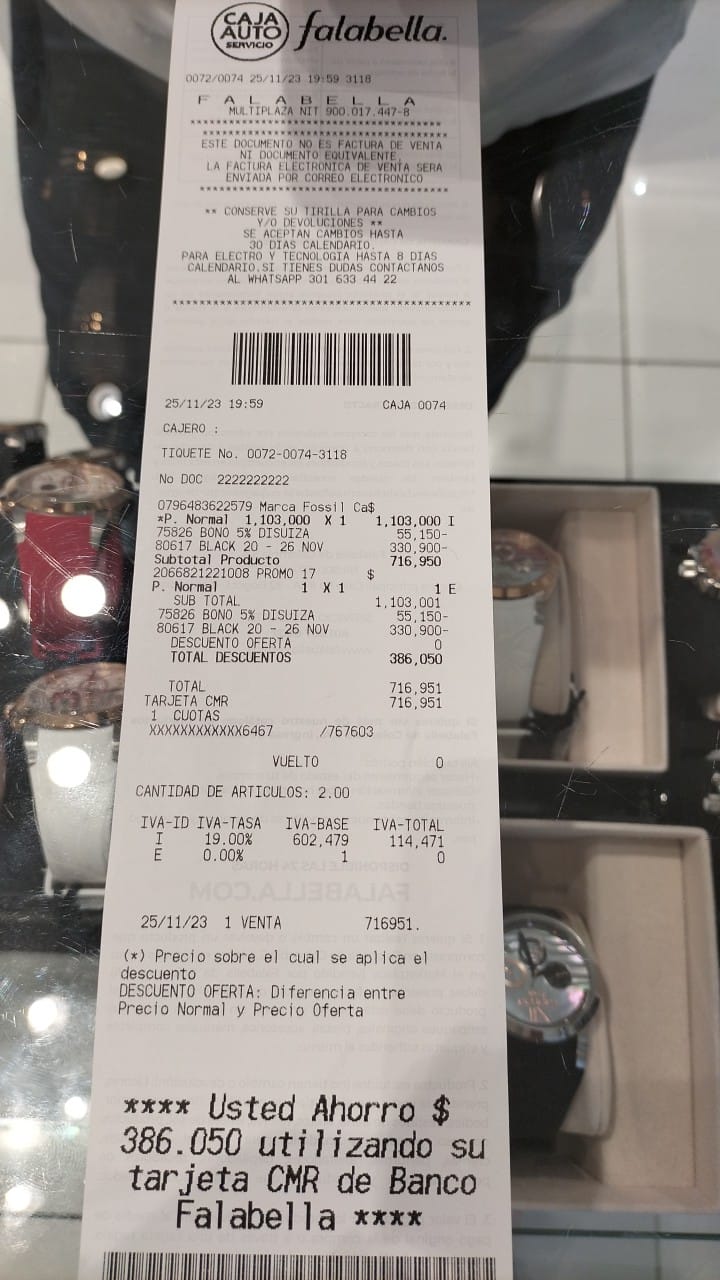 CAJA
AUTO
SERVICIO
falabella.
0072/0074 25/11/23 19:59 3118
F A L A B E L L A
MULTIPLAZA NIT 900.017.447-8
****************************************
****************************************
ESTE DOCUMENTO NO ES FACTURA DE VENTA
NI DOCUMENTO EQUIVALENTE,
LA FACTURA ELECTRONICA DE VENTA SERA
ENVIADA POR CORREO ELECTRONICO
****************************************
** CONSERVE SU TIRILLA PARA CAMBIOS
Y/O DEVOLUCIONES **
SE ACEPTAN CAMBIOS HASTA
30 DIAS CALENDARIO.
PARA ELECTRO Y TECNOLOGIA HASTA 8 DIAS
CALENDARIO.SI TIENES DUDAS CONTACTANOS
AL WHATSAPP 301 633 44 22
****************************************
25/11/23 19:59 CAJA 0074
CAJERO :
TIQUETE No. 0072-0074-3118
No DOC 2222222222
0796483622579 Marca Fossil Ca$
*P. Normal 1,103,000 X 1 1,103,000 I
75826 BONO 5% DISUIZA 55,150-
80617 BLACK 20 - 26 NOV 330,900-
Subtotal Producto 716,950
2066821221008 PROMO 17 $
P. Normal 1 X 1 1 E
SUB TOTAL 1,103,001
75826 BONO 5% DISUIZA 55,150-
80617 BLACK 20 - 26 NOV 330,900-
DESCUENTO OFERTA 0
TOTAL DESCUENTOS 386,050
TOTAL 716,951
TARJETA CMR 716,951
1 CUOTAS
XXXXXXXXXXXX6467 /767603
VUELTO 0
CANTIDAD DE ARTICULOS: 2.00
IVA-ID IVA-TASA IVA-BASE IVA-TOTAL
I 19.00% 602,479 114,471
E 0.00% 1 0
25/11/23 1 VENTA 716951.
(*) Precio sobre el cual se aplica el
descuento
DESCUENTO OFERTA: Diferencia entre
Precio Normal y Precio Oferta
**** Usted Ahorro $
386.050 utilizando su
tarjeta CMR de Banco
Falabella ****